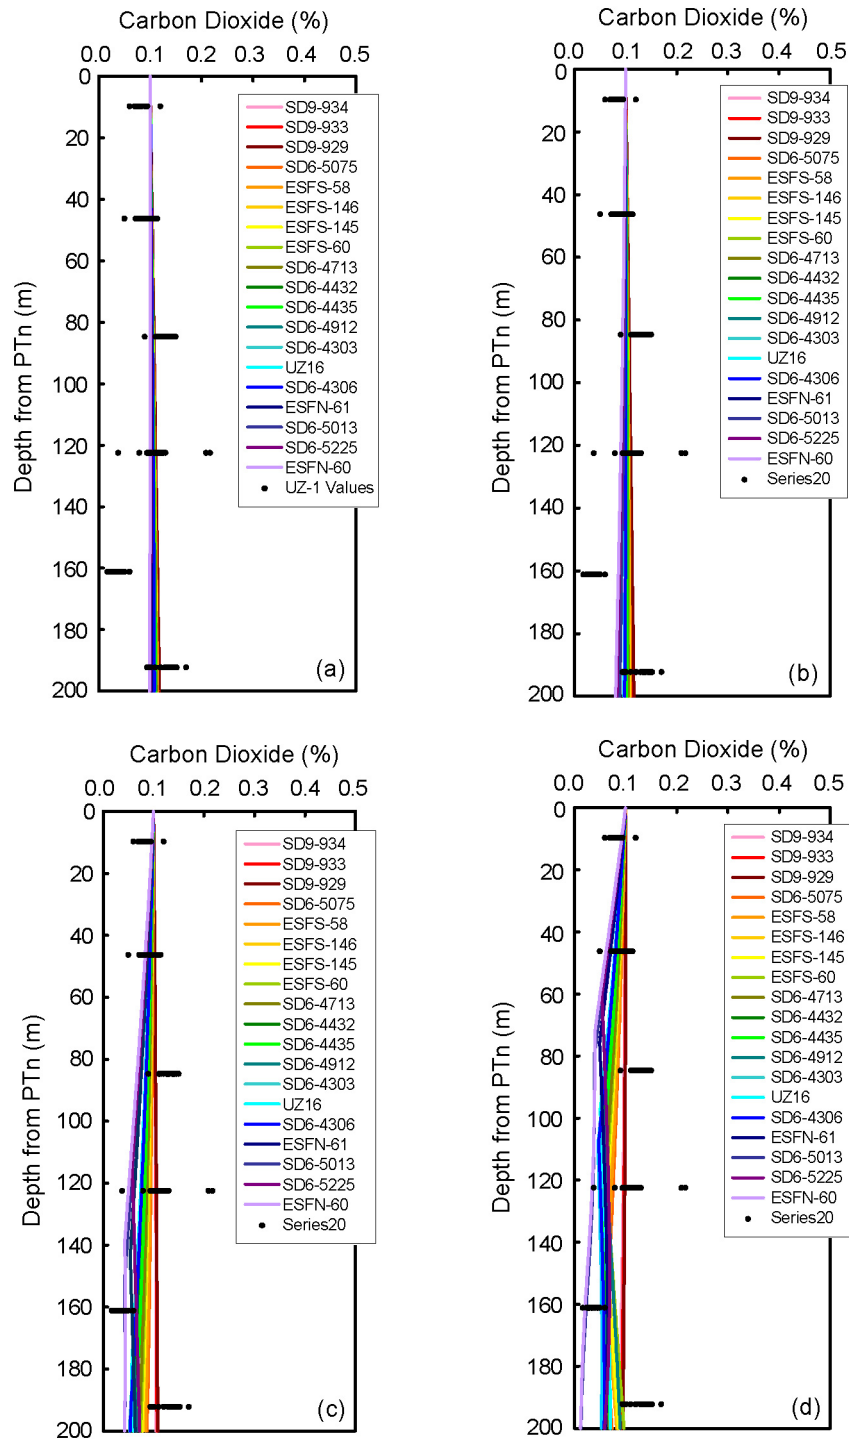 Carbon Dioxide (%)
0.0 0.1 0.2 0.3 0.4 0.5
0
20
40
60
80
100
120
140
160
180
200
Depth from PTn (m)
SD9-934
SD9-933
SD9-929
SD6-5075
ESFS-58
ESFS-146
ESFS-145
ESFS-60
SD6-4713
SD6-4432
SD6-4435
SD6-4912
SD6-4303
UZ16
SD6-4306
ESFN-61
SD6-5013
SD6-5225
ESFN-60
UZ-1 Values
(a)
Carbon Dioxide (%)
0.0 0.1 0.2 0.3 0.4 0.5
0
20
40
60
80
100
120
140
160
180
200
Depth from PTn (m)
SD9-934
SD9-933
SD9-929
SD6-5075
ESFS-58
ESFS-146
ESFS-145
ESFS-60
SD6-4713
SD6-4432
SD6-4435
SD6-4912
SD6-4303
UZ16
SD6-4306
ESFN-61
SD6-5013
SD6-5225
ESFN-60
Series20
(b)
Carbon Dioxide (%)
0.0 0.1 0.2 0.3 0.4 0.5
0
20
40
60
80
100
120
140
160
180
200
Depth from PTn (m)
SD9-934
SD9-933
SD9-929
SD6-5075
ESFS-58
ESFS-146
ESFS-145
ESFS-60
SD6-4713
SD6-4432
SD6-4435
SD6-4912
SD6-4303
UZ16
SD6-4306
ESFN-61
SD6-5013
SD6-5225
ESFN-60
Series20
(c)
Carbon Dioxide (%)
0.0 0.1 0.2 0.3 0.4 0.5
0
20
40
60
80
100
120
140
160
180
200
Depth from PTn (m)
SD9-934
SD9-933
SD9-929
SD6-5075
ESFS-58
ESFS-146
ESFS-145
ESFS-60
SD6-4713
SD6-4432
SD6-4435
SD6-4912
SD6-4303
UZ16
SD6-4306
ESFN-61
SD6-5013
SD6-5225
ESFN-60
Series20
(d)